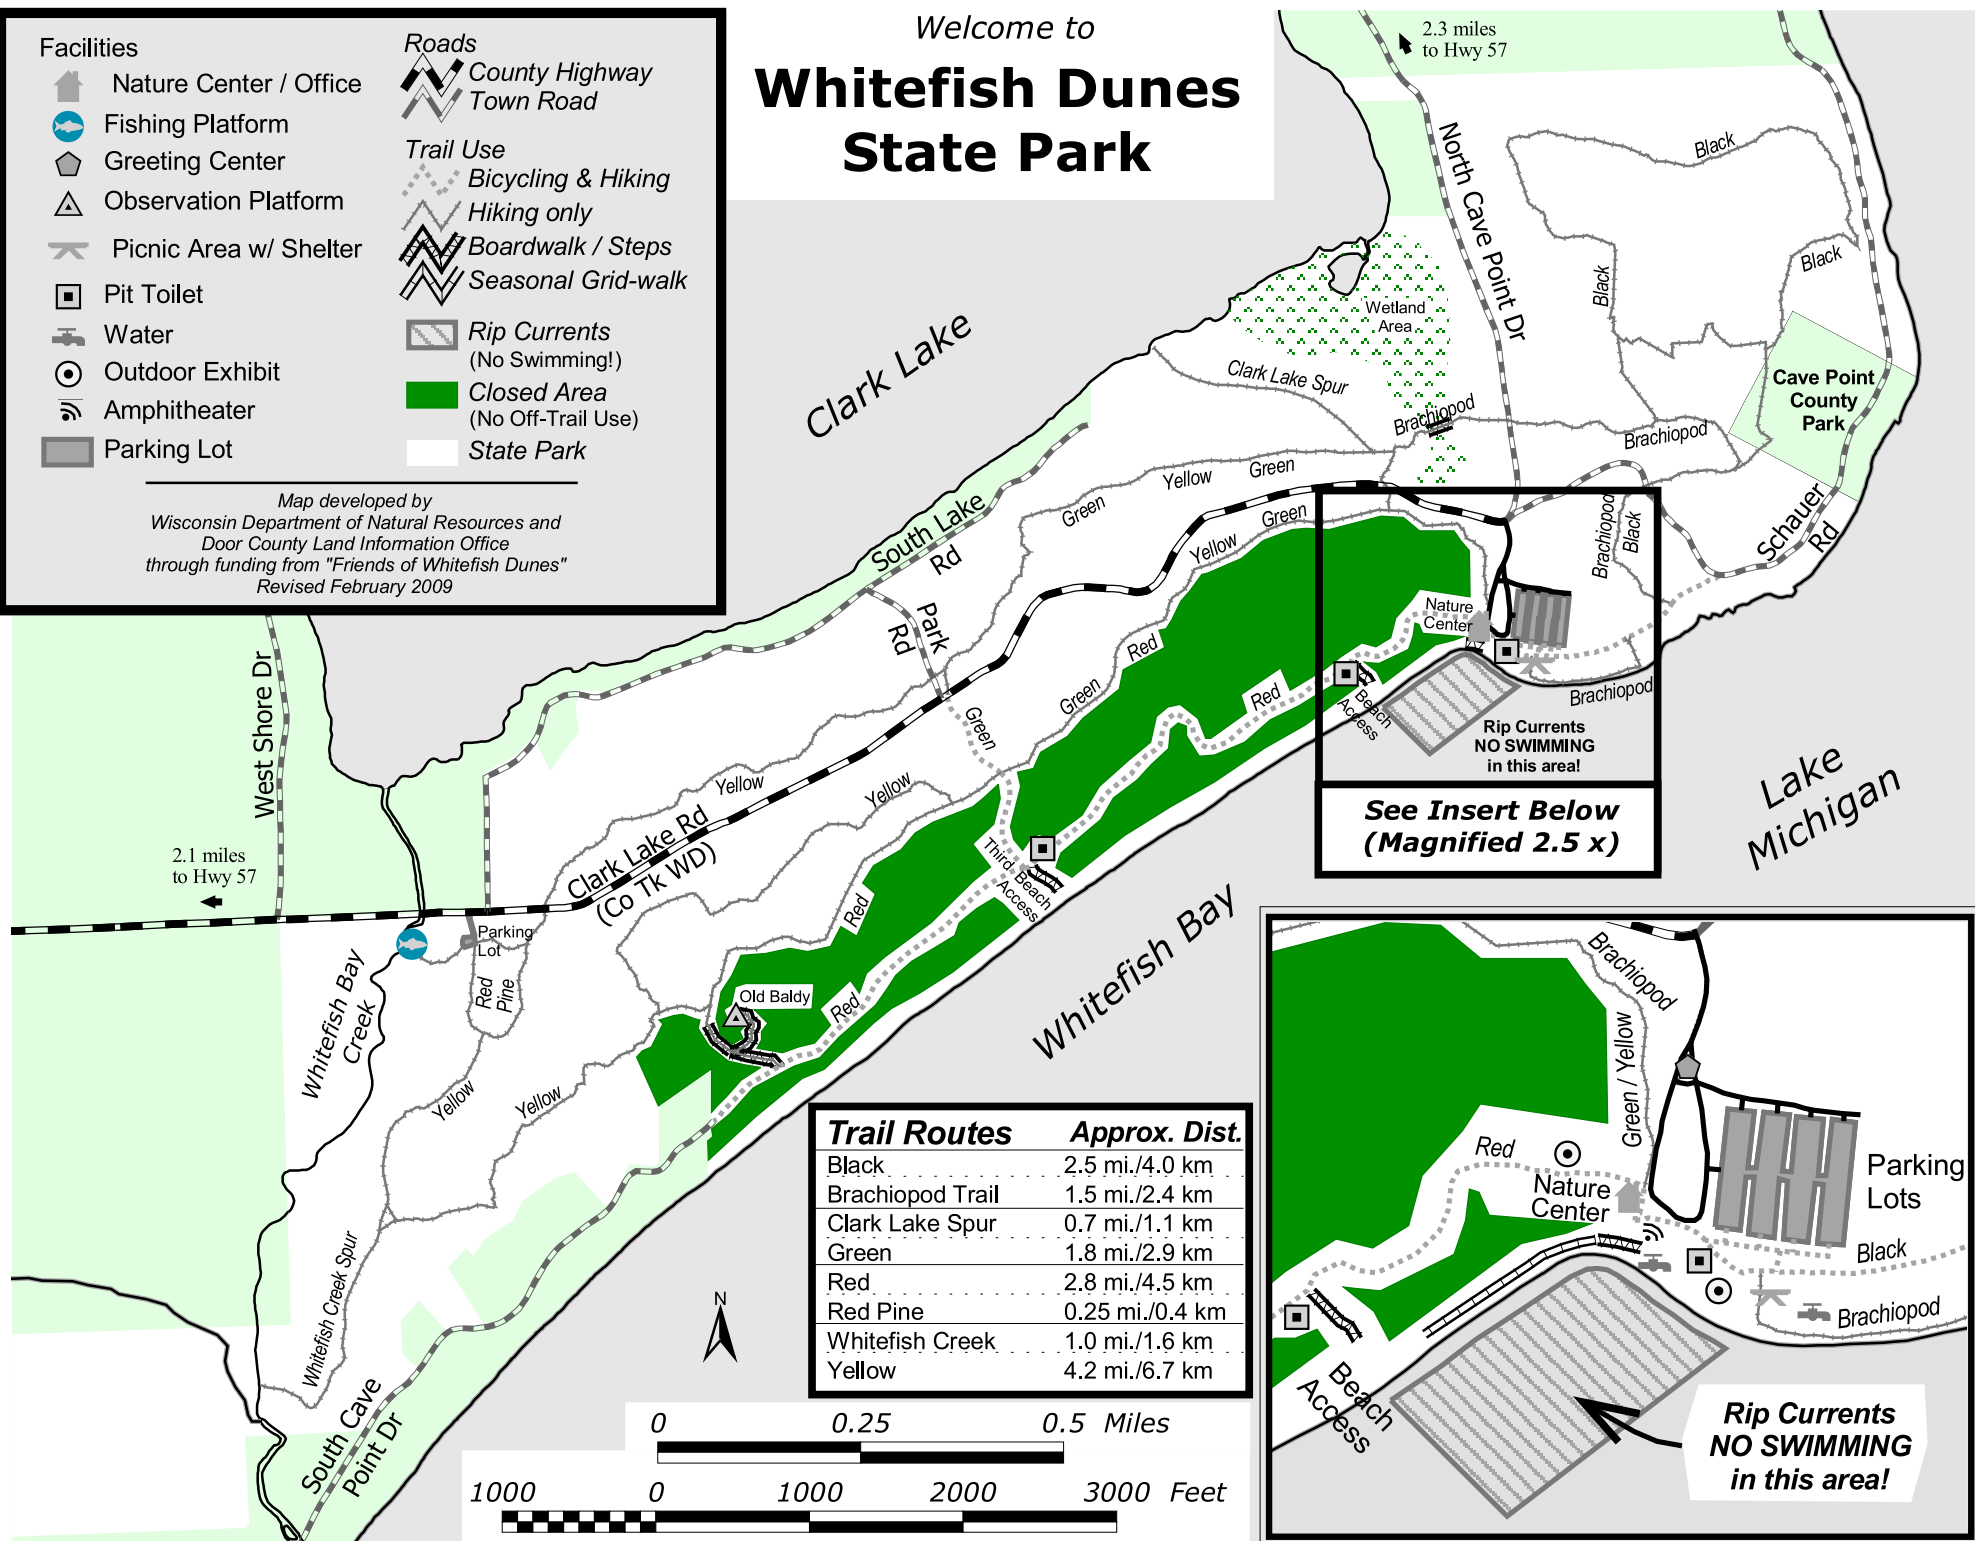 Welcome to
Whitefish Dunes
State Park
Facilities
Nature Center / Office
Fishing Platform
Greeting Center
Observation Platform
Picnic Area w/ Shelter
Pit Toilet
Water
Outdoor Exhibit
Amphitheater
Parking Lot
Roads
County Highway
Town Road
Trail Use
Bicycling & Hiking
Hiking only
Boardwalk / Steps
Seasonal Grid-walk
Rip Currents
(No Swimming!)
Closed Area
(No Off-Trail Use)
State Park
Map developed by
Wisconsin Department of Natural Resources and
Door County Land Information Office
through funding from "Friends of Whitefish Dunes"
Revised February 2009
2.3 miles
to Hwy 57
North Cave Point Dr
Black
Black
Black
Wetland
Area
Clark Lake
Clark Lake Spur
Brachiopod
Brachiopod
Cave Point
County
Park
Schauer
Rd
Brachiopod
Black
Green
Yellow
Green
Green
Yellow
South Lake
Rd
Park
Rd
Nature
Center
Red
Green
Red
Green
Beach
Access
Brachiopod
Rip Currents
NO SWIMMING
in this area!
See Insert Below
(Magnified 2.5 x)
Lake
Michigan
West Shore Dr
2.1 miles
to Hwy 57
Yellow
Yellow
Clark Lake Rd
(Co Tk WD)
Third Beach
Access
Red
Red
Old Baldy
Whitefish Bay
Parking
Lot
Red
Pine
Whitefish Bay
Creek
Yellow
Yellow
Whitefish Creek Spur
South Cave
Point Dr
Trail Routes Approx. Dist.
Black 2.5 mi./4.0 km
Brachiopod Trail 1.5 mi./2.4 km
Clark Lake Spur 0.7 mi./1.1 km
Green 1.8 mi./2.9 km
Red 2.8 mi./4.5 km
Red Pine 0.25 mi./0.4 km
Whitefish Creek 1.0 mi./1.6 km
Yellow 4.2 mi./6.7 km
N
0 0.25 0.5 Miles
1000 0 1000 2000 3000 Feet
Brachiopod
Green / Yellow
Red
Nature
Center
Parking
Lots
Black
Brachiopod
Beach
Access
Rip Currents
NO SWIMMING
in this area!